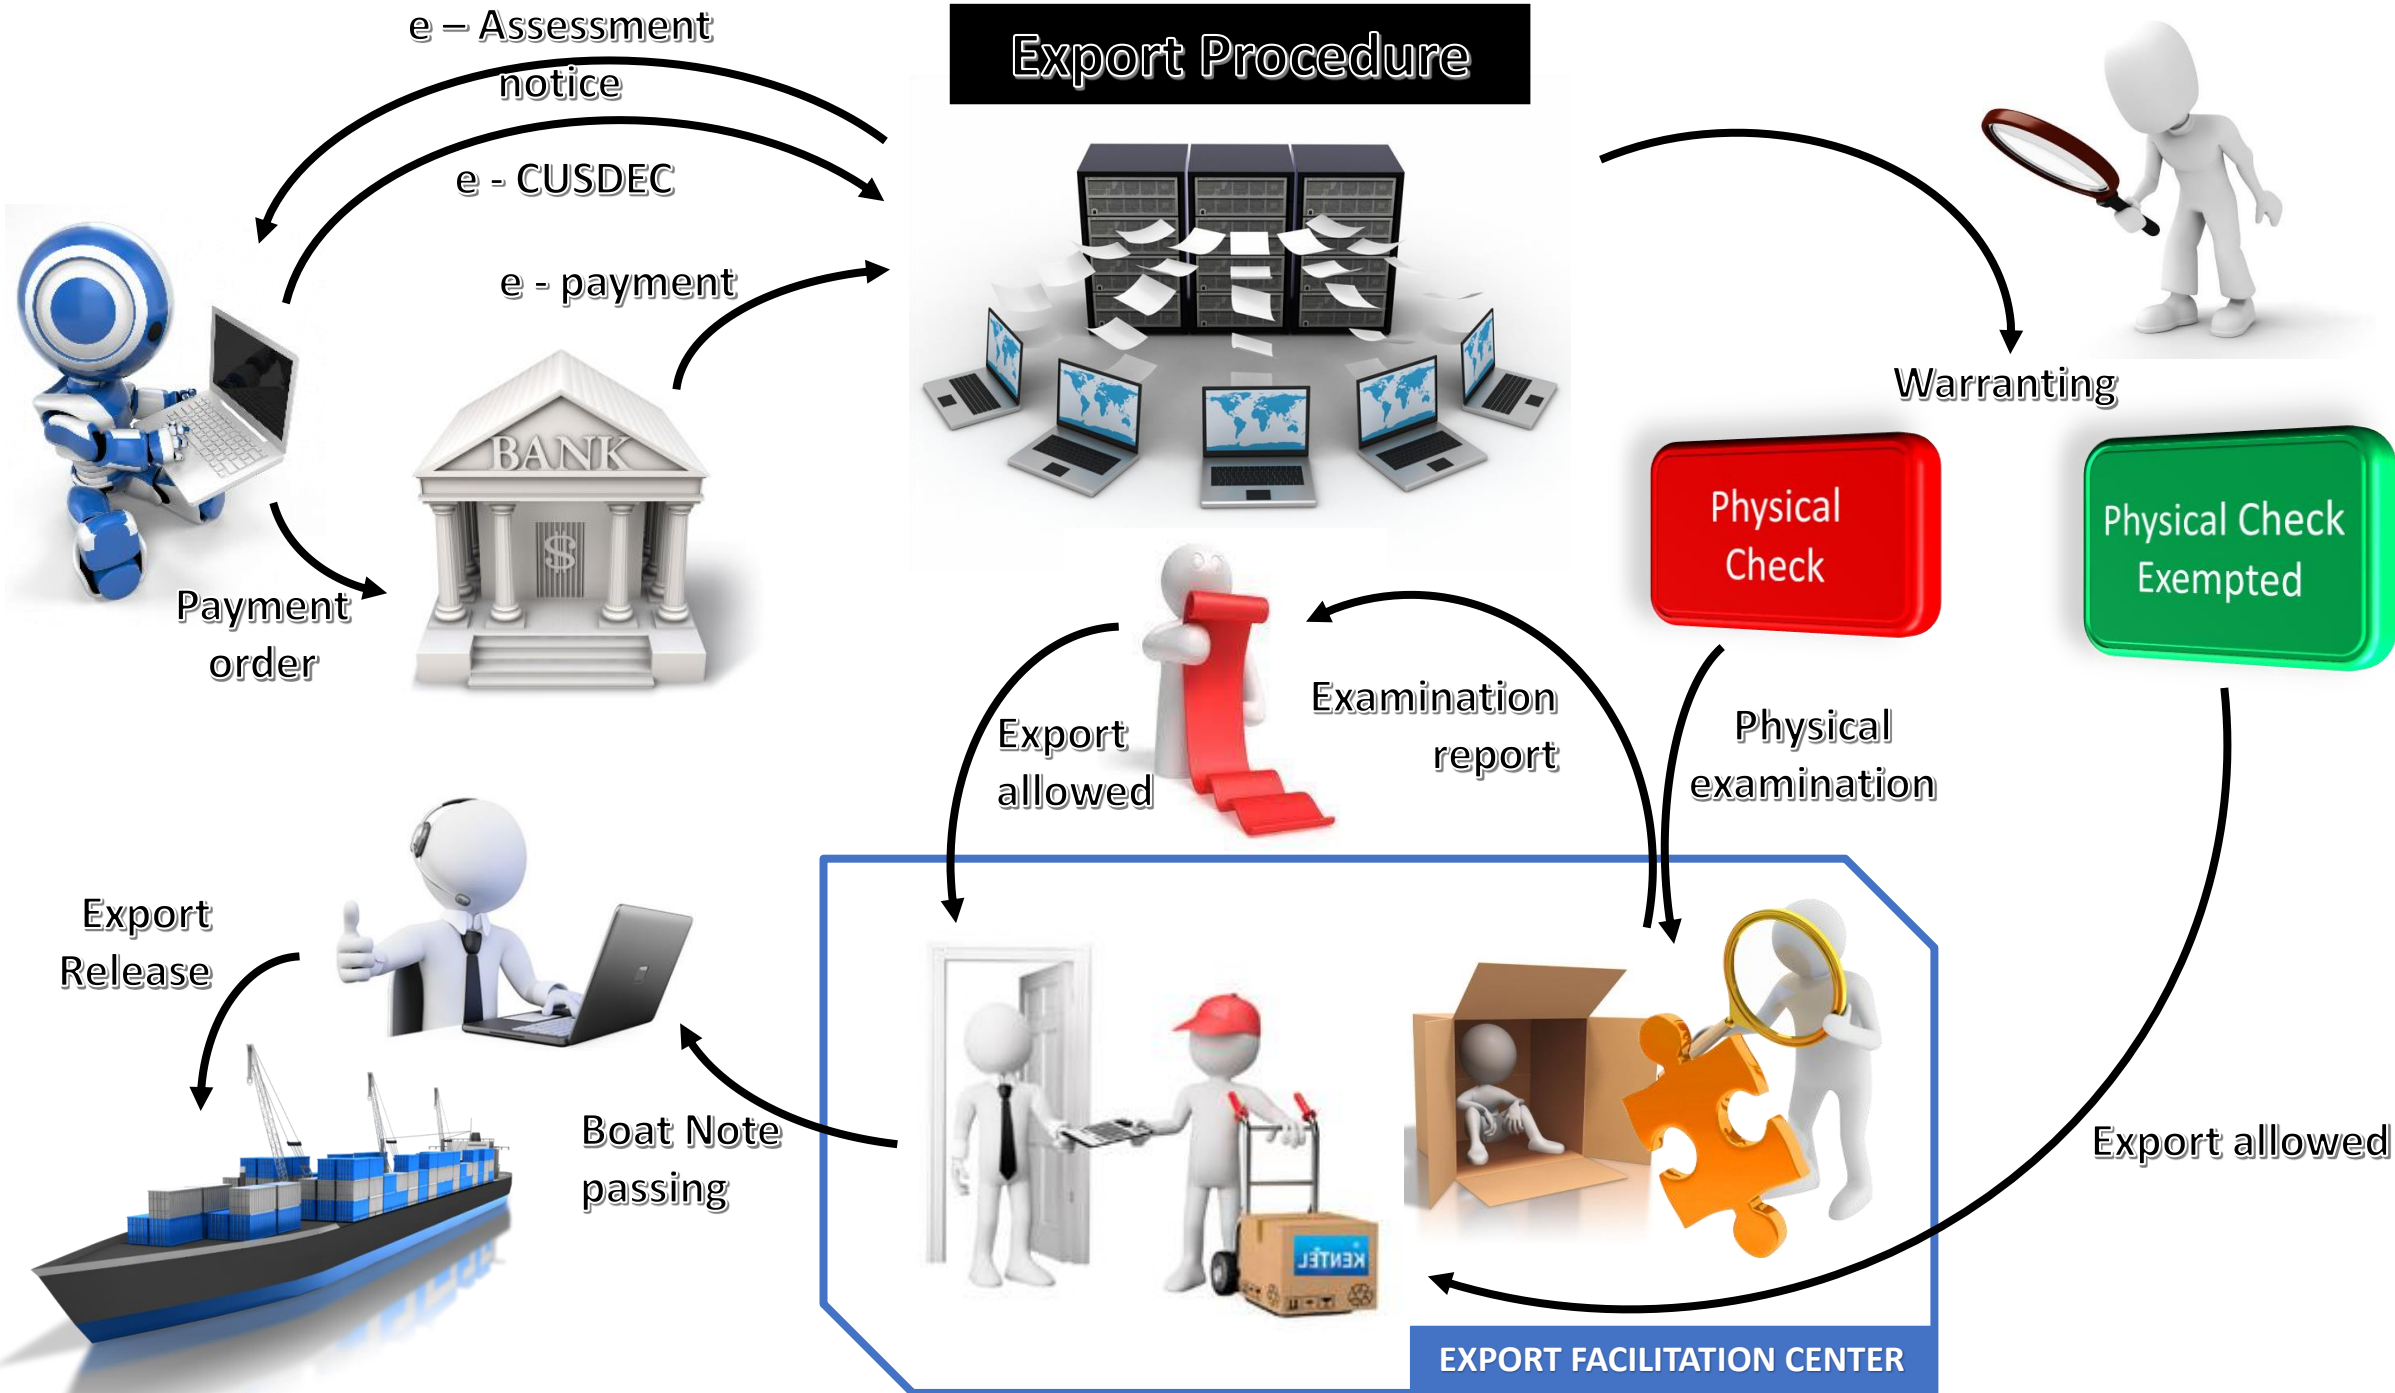 Export Procedure
e – Assessment
notice
e - CUSDEC
e - payment
BANK
$
Payment
order
Warranting
Physical
Check
Physical Check
Exempted
Export
allowed
Examination
report
Physical
examination
Export
Release
Boat Note
passing
Export allowed
KENTEL
EXPORT FACILITATION CENTER